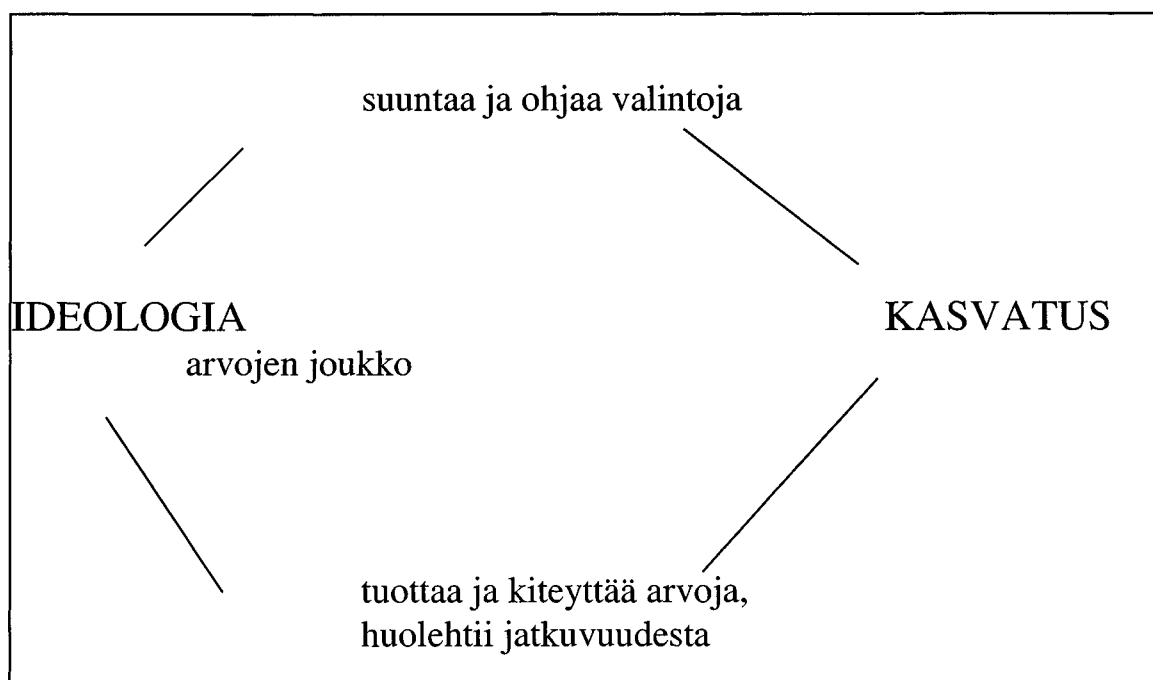 suuntaa ja ohjaa valintoja
IDEOLOGIA
KASVATUS
arvojen joukko
tuottaa ja kiteyttää arvoja,
huolehtii jatkuvuudesta